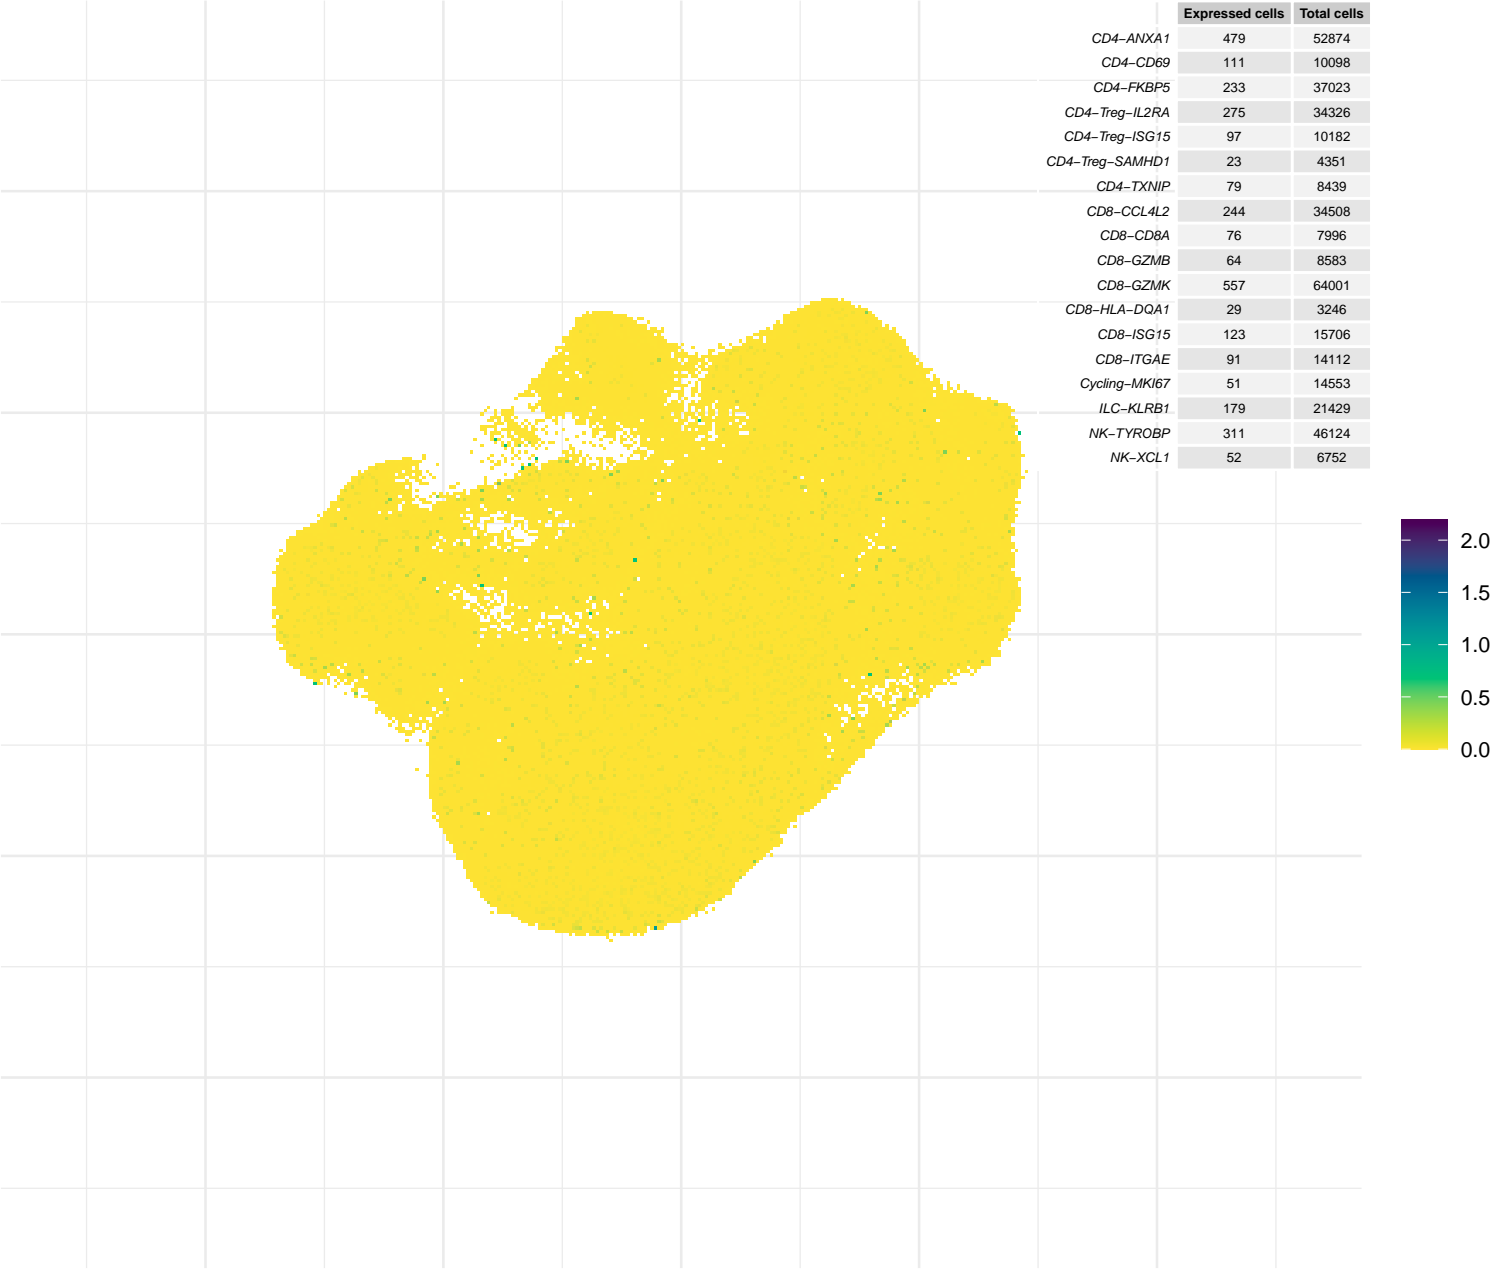 Expressed cells Total cells
CD4−ANXA1 479 52874
CD4−CD69 111 10098
CD4−FKBP5 233 37023
CD4−Treg−IL2RA 275 34326
CD4−Treg−ISG15 97 10182
CD4−Treg−SAMHD1 23 4351
CD4−TXNIP 79 8439
CD8−CCL4L2 244 34508
CD8−CD8A 76 7996
CD8−GZMB 64 8583
CD8−GZMK 557 64001
CD8−HLA−DQA1 29 3246
CD8−ISG15 123 15706
CD8−ITGAE 91 14112
Cycling−MKI67 51 14553
ILC−KLRB1 179 21429
NK−TYROBP 311 46124
NK−XCL1 52 6752
2.0
1.5
1.0
0.5
0.0